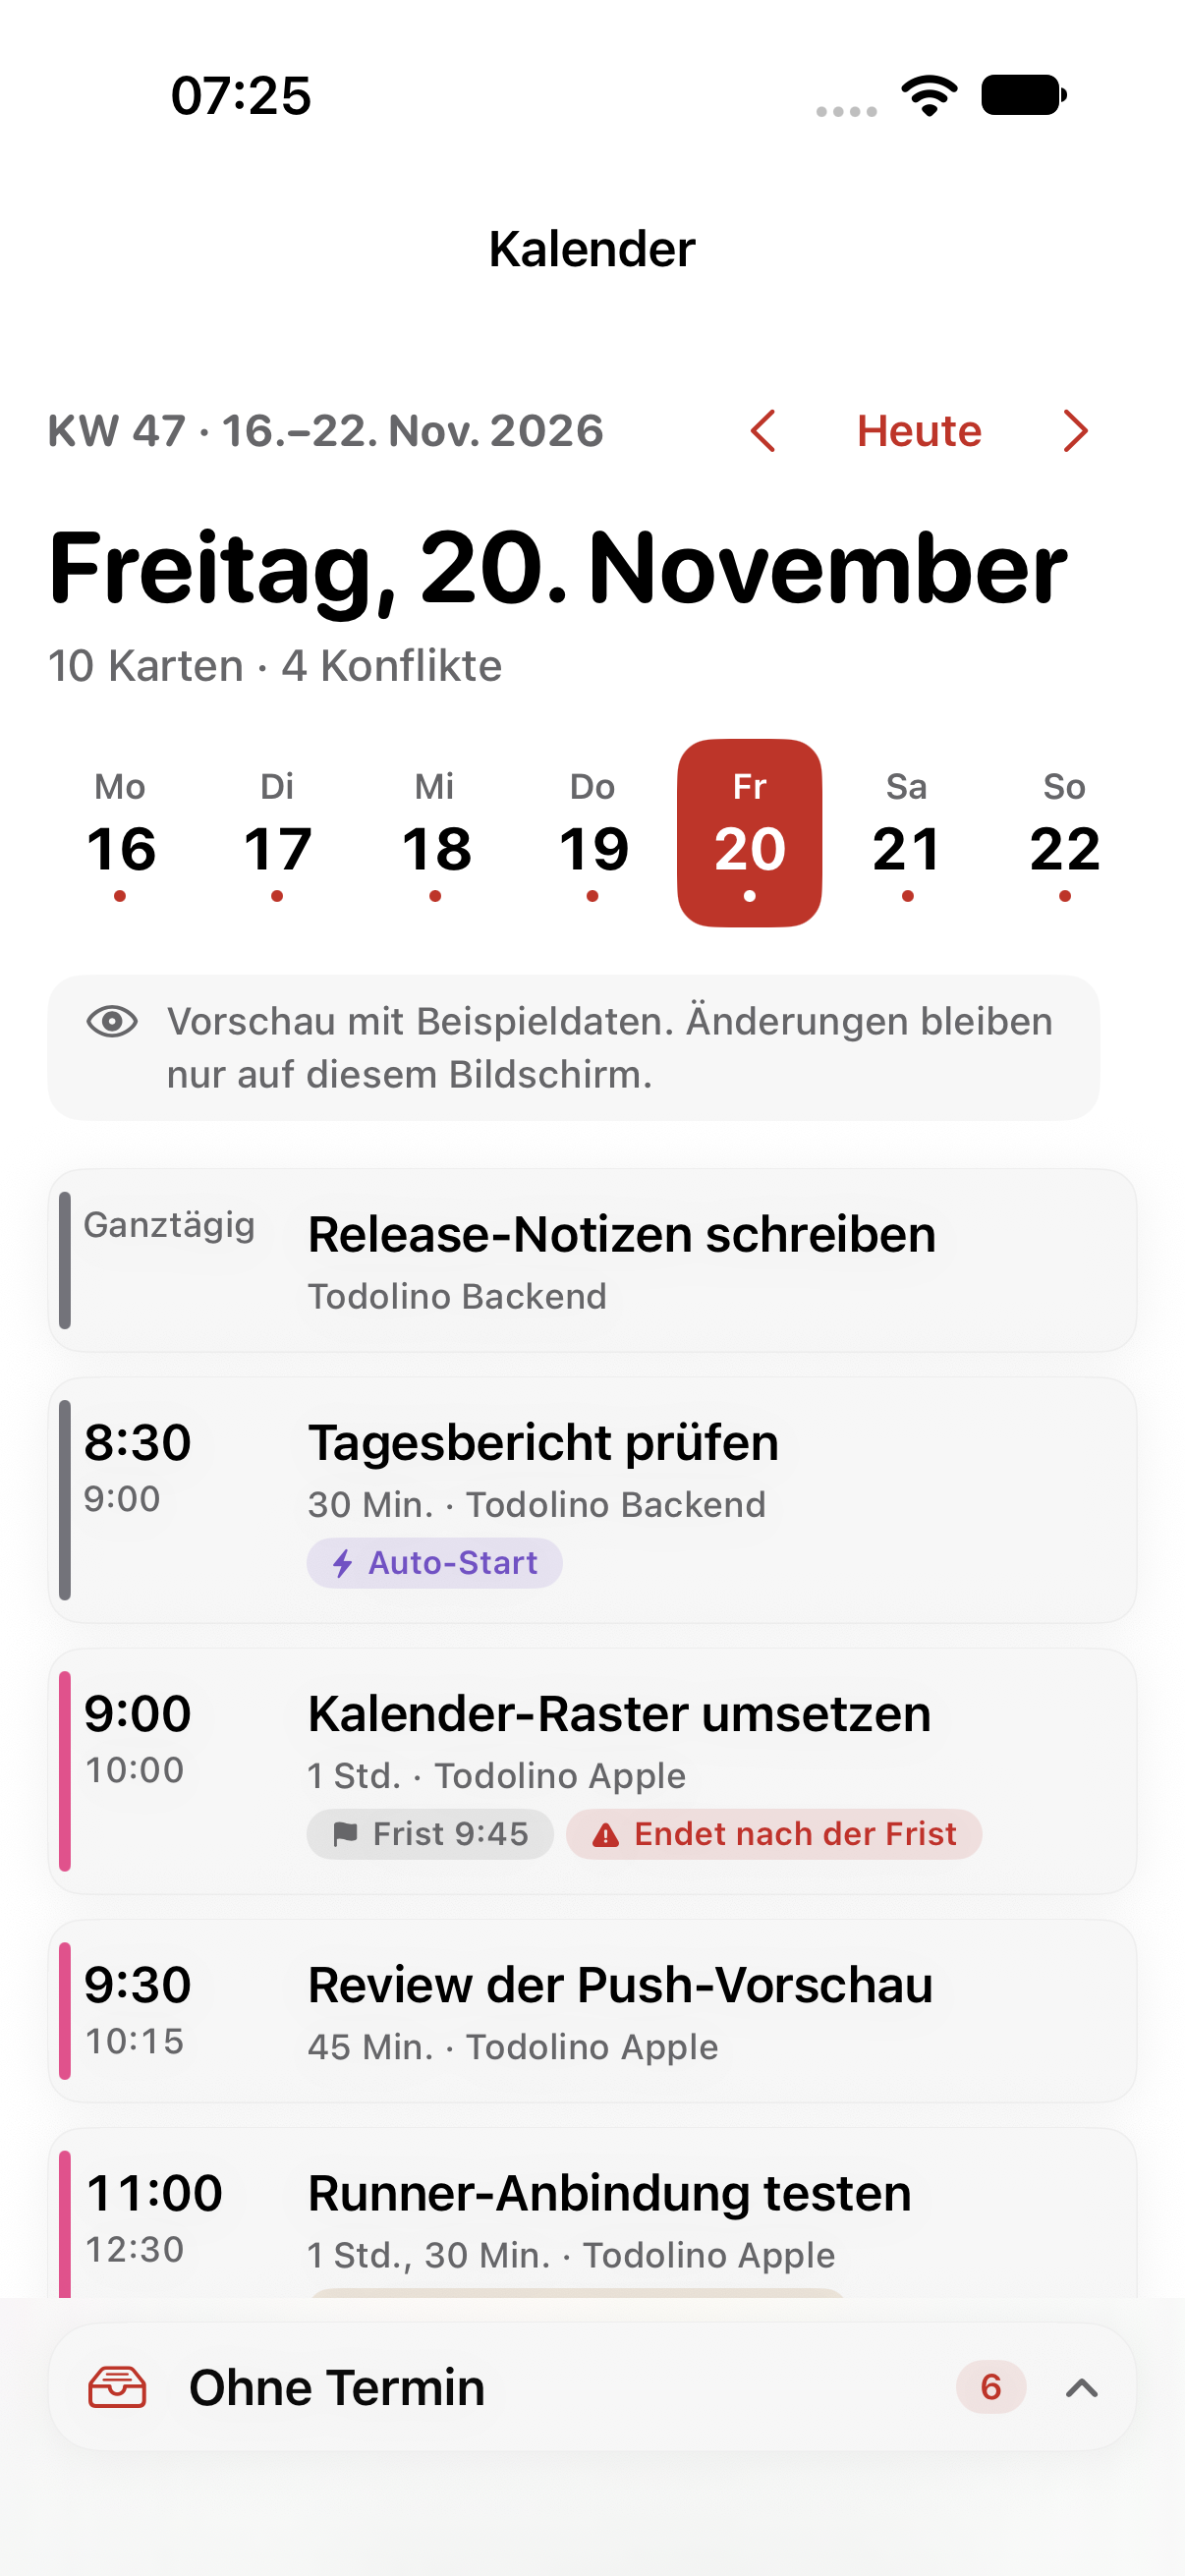 07:25
Kalender
KW 47 · 16.–22. Nov. 2026
Heute
Freitag, 20. November
10 Karten · 4 Konflikte
Mo Di Mi Do Fr Sa So
16 17 18 19 20 21 22
Vorschau mit Beispieldaten. Änderungen bleiben
nur auf diesem Bildschirm.
Ganztägig
Release-Notizen schreiben
Todolino Backend
8:30
9:00
Tagesbericht prüfen
30 Min. · Todolino Backend
Auto-Start
9:00
10:00
Kalender-Raster umsetzen
1 Std. · Todolino Apple
Frist 9:45
Endet nach der Frist
9:30
10:15
Review der Push-Vorschau
45 Min. · Todolino Apple
11:00
12:30
Runner-Anbindung testen
1 Std., 30 Min. · Todolino Apple
Ohne Termin
6